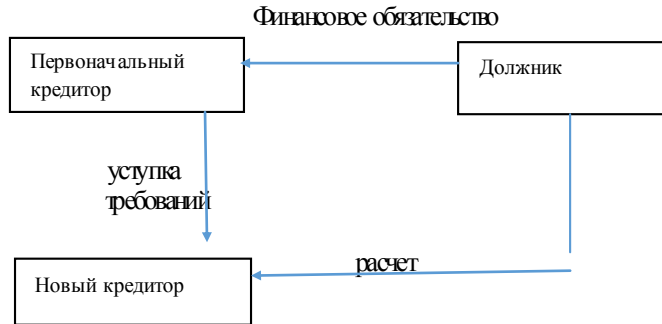 Финансовое обязательство
Первоначальный
кредитор
Должник
уступка
требований
расчет
Новый кредитор